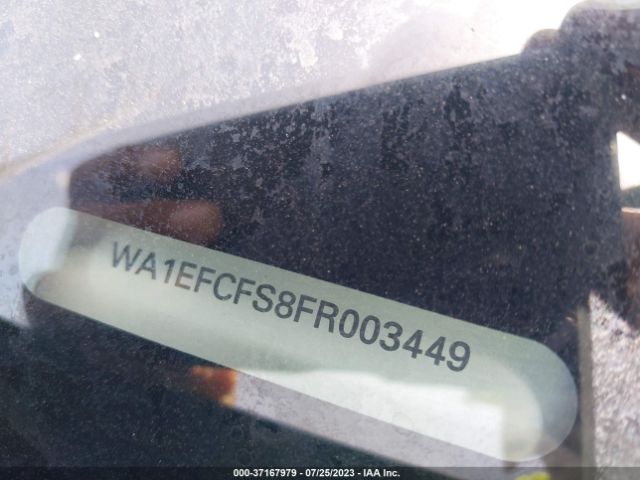 WA1EFCFS8FR003449
000-37167979 / 07/25/2023 - IAA Inc.